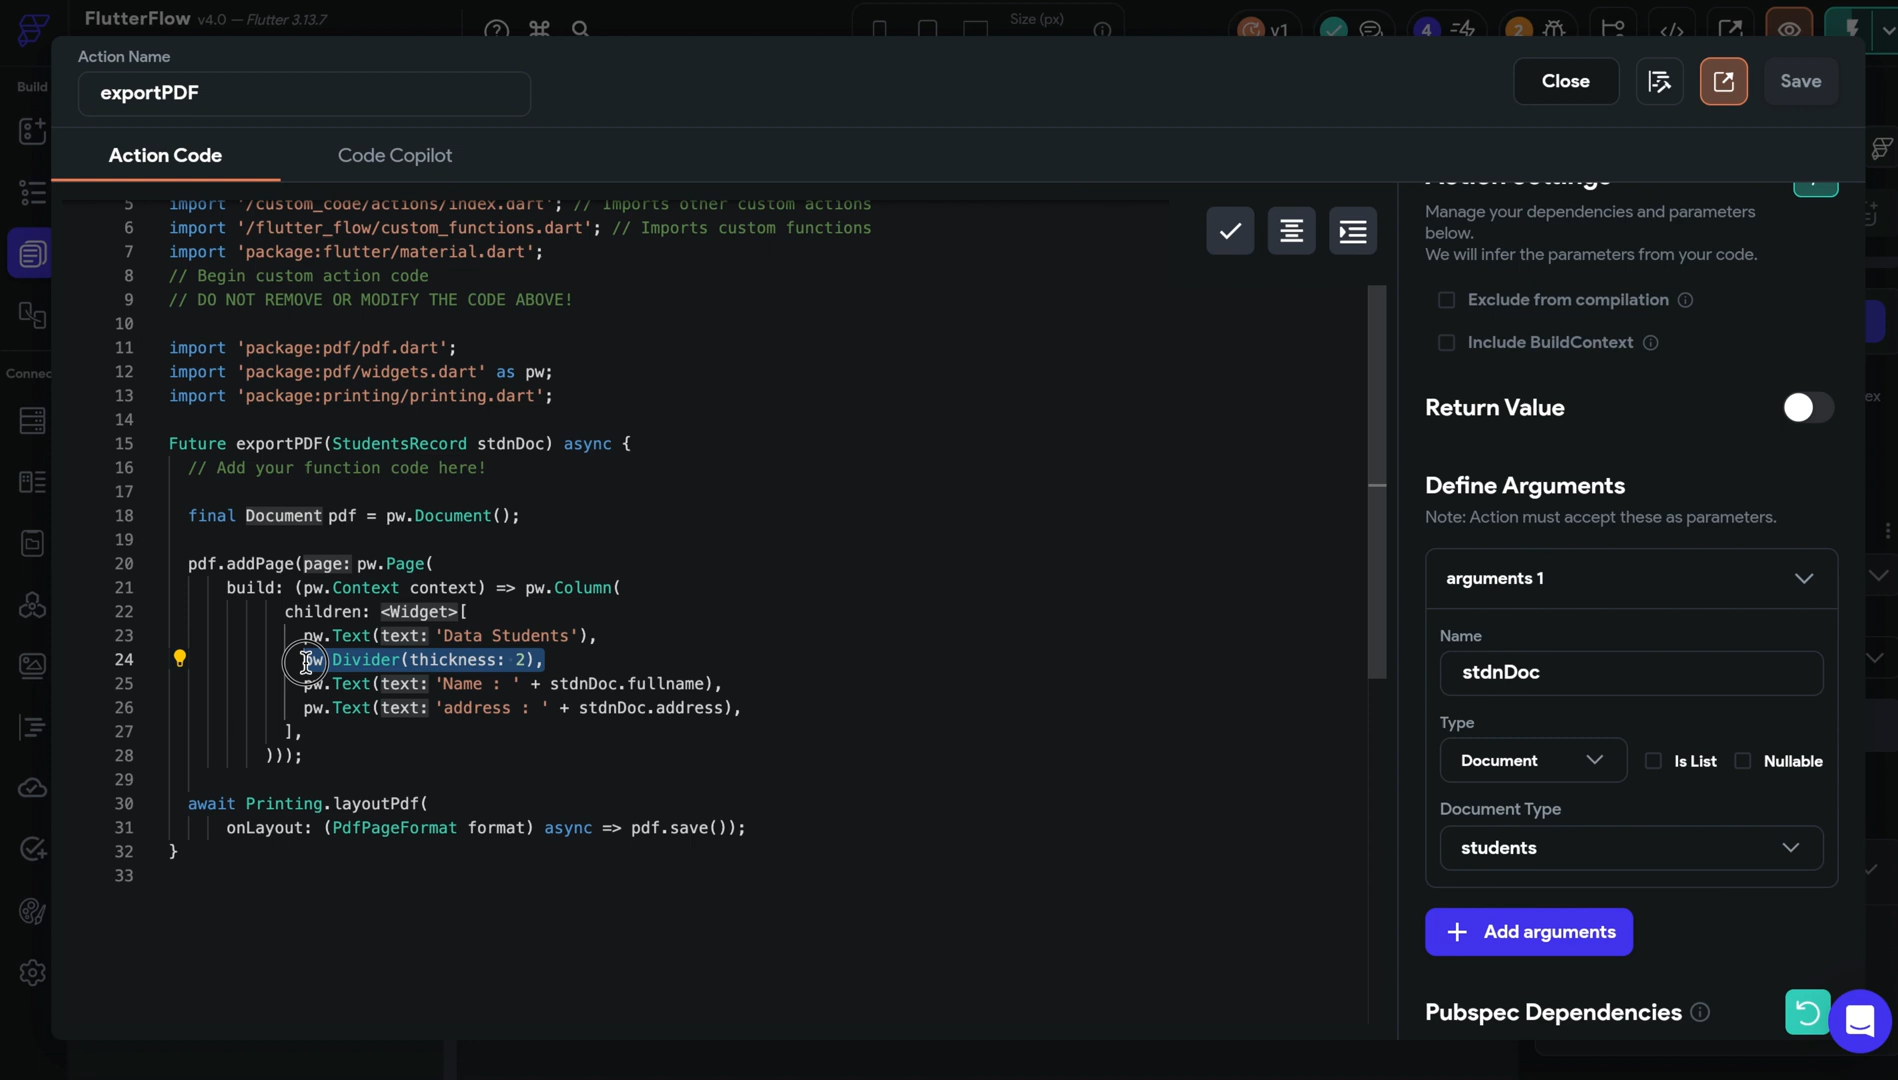 FlutterFlow v4.0 — Flutter 3.13.7
Size (px)
v1
4
2
Build
Action Name
exportPDF
Close
Save
Action Code
Code Copilot
5 import '/custom_code/actions/index.dart'; // Imports other custom actions
6 import '/flutter_flow/custom_functions.dart'; // Imports custom functions
7 import 'package:flutter/material.dart';
8 // Begin custom action code
9 // DO NOT REMOVE OR MODIFY THE CODE ABOVE!
10
11 import 'package:pdf/pdf.dart';
12 import 'package:pdf/widgets.dart' as pw;
13 import 'package:printing/printing.dart';
14
15 Future exportPDF(StudentsRecord stdnDoc) async {
16 // Add your function code here!
17
18 final Document pdf = pw.Document();
19
20 pdf.addPage(page: pw.Page(
21 build: (pw.Context context) => pw.Column(
22 children: <Widget>[
23 pw.Text(text: 'Data Students'),
24 pw.Divider(thickness: 2),
25 pw.Text(text: 'Name : ' + stdnDoc.fullname),
26 pw.Text(text: 'address : ' + stdnDoc.address),
27 ],
28 )));
29
30 await Printing.layoutPdf(
31 onLayout: (PdfPageFormat format) async => pdf.save());
32 }
33
Connec
Action Settings
Manage your dependencies and parameters
below.
We will infer the parameters from your code.
Exclude from compilation
Include BuildContext
ex
Return Value
Define Arguments
Note: Action must accept these as parameters.
arguments 1
Name
stdnDoc
Type
Document
Is List
Nullable
Document Type
students
+ Add arguments
Pubspec Dependencies